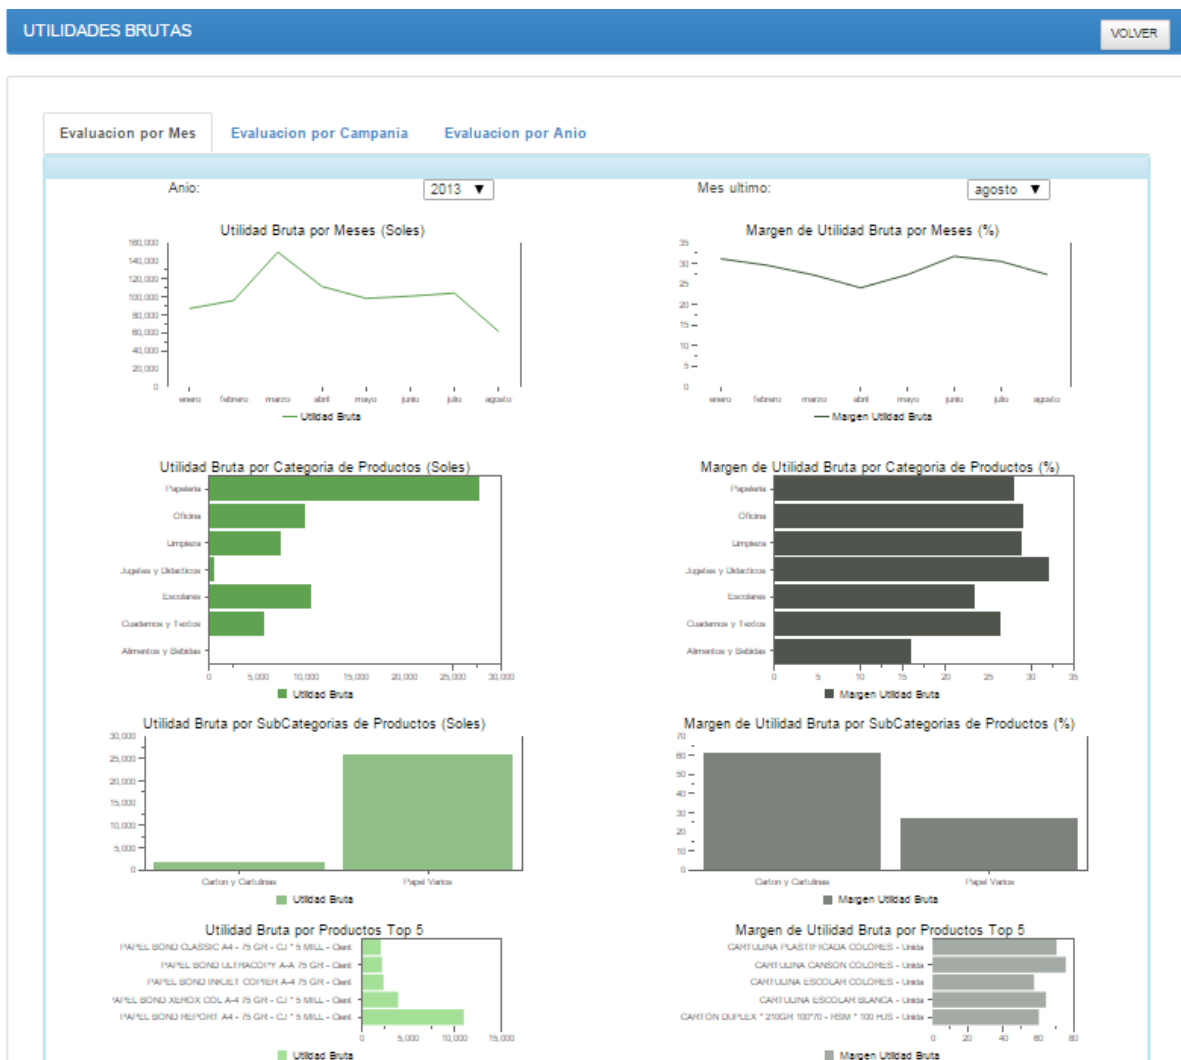 UTILIDADES BRUTAS
VOLVER
Evaluacion por Mes
Evaluacion por Campania
Evaluacion por Anio
Anio:
2013 ▼
Mes ultimo:
agosto ▼
Utilidad Bruta por Meses (Soles)
160,000
140,000
120,000
100,000
80,000
60,000
40,000
20,000
0
enero febrero marzo abril mayo junio julio agosto
Utilidad Bruta
Margen de Utilidad Bruta por Meses (%)
35
30
25
20
15
10
5
0
enero febrero marzo abril mayo junio julio agosto
Margen Utilidad Bruta
Utilidad Bruta por Categoria de Productos (Soles)
Papeleria
Oficina
Limpieza
Jugetes y Didacticos
Escolares
Cuadernos y Textos
Alimentos y Bebidas
0 5,000 10,000 15,000 20,000 25,000 30,000
Utilidad Bruta
Margen de Utilidad Bruta por Categoria de Productos (%)
Papeleria
Oficina
Limpieza
Jugetes y Didacticos
Escolares
Cuadernos y Textos
Alimentos y Bebidas
0 5 10 15 20 25 30 35
Margen Utilidad Bruta
Utilidad Bruta por SubCategorias de Productos (Soles)
30,000
25,000
20,000
15,000
10,000
5,000
0
Carton y Cartulinas Papel Varios
Utilidad Bruta
Margen de Utilidad Bruta por SubCategorias de Productos (%)
70
60
50
40
30
20
10
0
Carton y Cartulinas Papel Varios
Margen Utilidad Bruta
Utilidad Bruta por Productos Top 5
PAPEL BOND CLASSIC A4 - 75 GR - CJ * 5 MILL - Cient
PAPEL BOND ULTRACOPY A-A 75 GR - Cient
PAPEL BOND INKJET COPIER A-4 75 GR - Cient
PAPEL BOND XEROX COL A-4 75 GR - CJ * 5 MILL - Cient
PAPEL BOND REPORT A4 - 75 GR - CJ * 5 MILL - Cient
0 5,000 10,000 15,000
Utilidad Bruta
Margen de Utilidad Bruta por Productos Top 5
CARTULINA PLASTIFICADA COLORES - Unida
CARTULINA CANSON COLORES - Unida
CARTULINA ESCOLAR COLORES - Unida
CARTULINA ESCOLAR BLANCA - Unida
CARTON DUPLEX * 210GR 100*70 - RSM * 100 HJS - Unida
0 20 40 60 80
Margen Utilidad Bruta